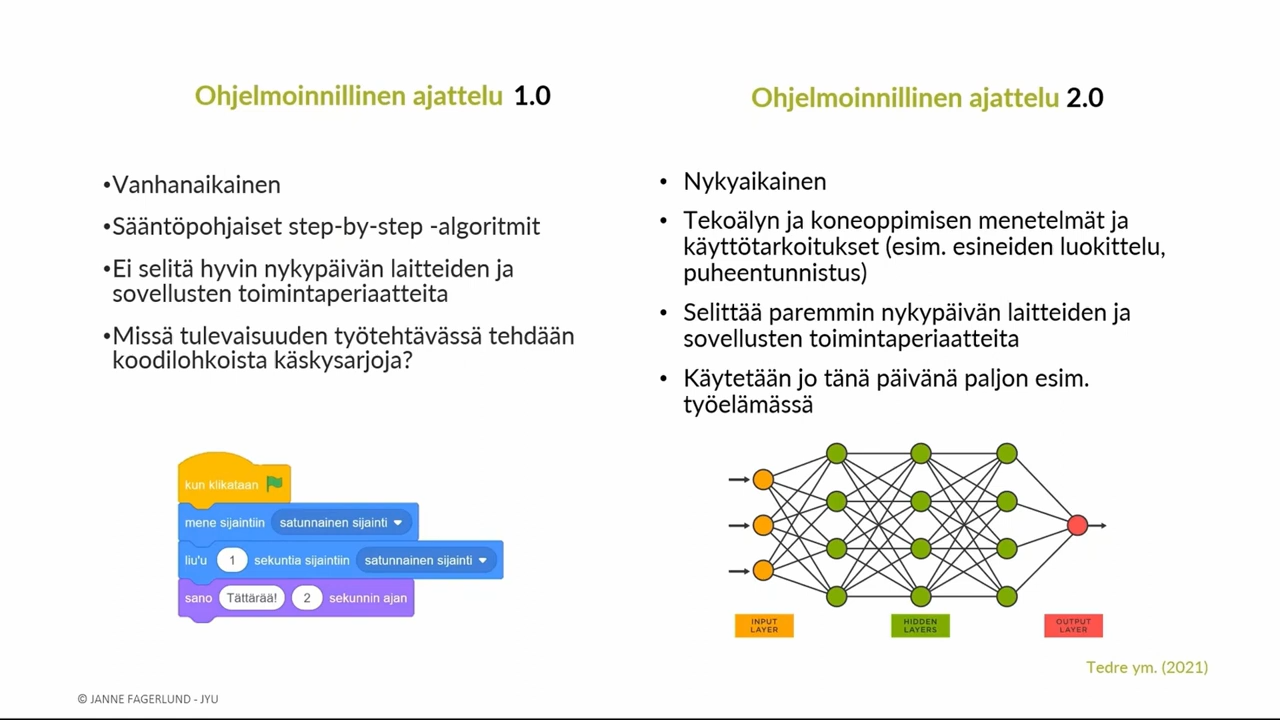 Ohjelmoinnillinen ajattelu 1.0
•Vanhanaikainen
•Sääntöpohjaiset step-by-step -algoritmit
•Ei selitä hyvin nykypäivän laitteiden ja
sovellusten toimintaperiaatteita
•Missä tulevaisuuden työtehtävässä tehdään
koodilohkoista käskysarjoja?
kun klikataan
mene sijaintiin satunnainen sijainti
liu'u 1 sekuntia sijaintiin satunnainen sijainti
sano Tättärää! 2 sekunnin ajan
Ohjelmoinnillinen ajattelu 2.0
• Nykyaikainen
• Tekoälyn ja koneoppimisen menetelmät ja
käyttötarkoitukset (esim. esineiden luokittelu,
puheentunnistus)
• Selittää paremmin nykypäivän laitteiden ja
sovellusten toimintaperiaatteita
• Käytetään jo tänä päivänä paljon esim.
työelämässä
INPUT
LAYER
HIDDEN
LAYERS
OUTPUT
LAYER
Tedre ym. (2021)
© JANNE FAGERLUND - JYU